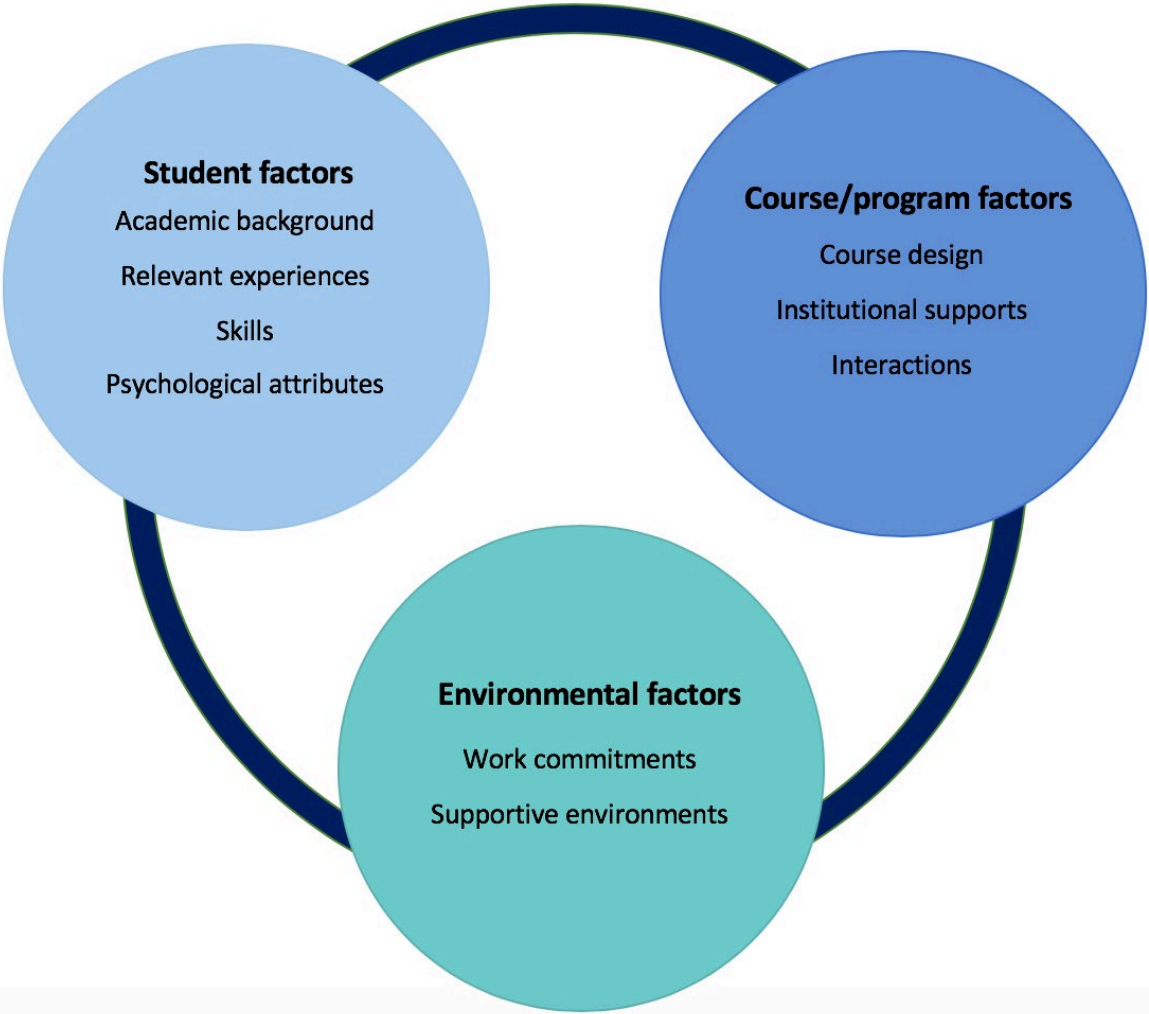 Student factors
Academic background
Relevant experiences
Skills
Psychological attributes
Course/program factors
Course design
Institutional supports
Interactions
Environmental factors
Work commitments
Supportive environments